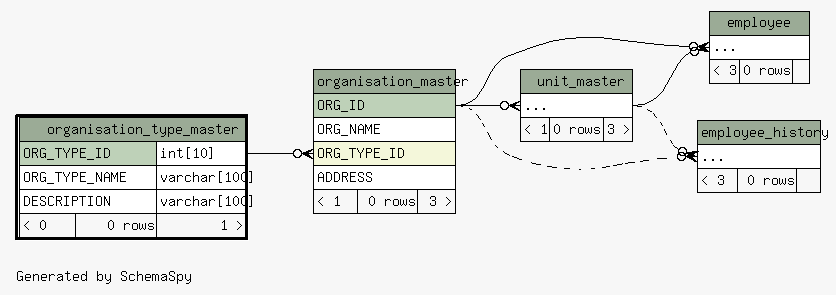 employee
...
< 3 0 rows
organisation_master
ORG_ID
ORG_NAME
ORG_TYPE_ID
ADDRESS
< 1 0 rows 3 >
unit_master
...
< 1 0 rows 3 >
organisation_type_master
ORG_TYPE_ID int[10]
ORG_TYPE_NAME varchar[100]
DESCRIPTION varchar[100]
< 0 0 rows 1 >
employee_history
...
< 3 0 rows
Generated by SchemaSpy